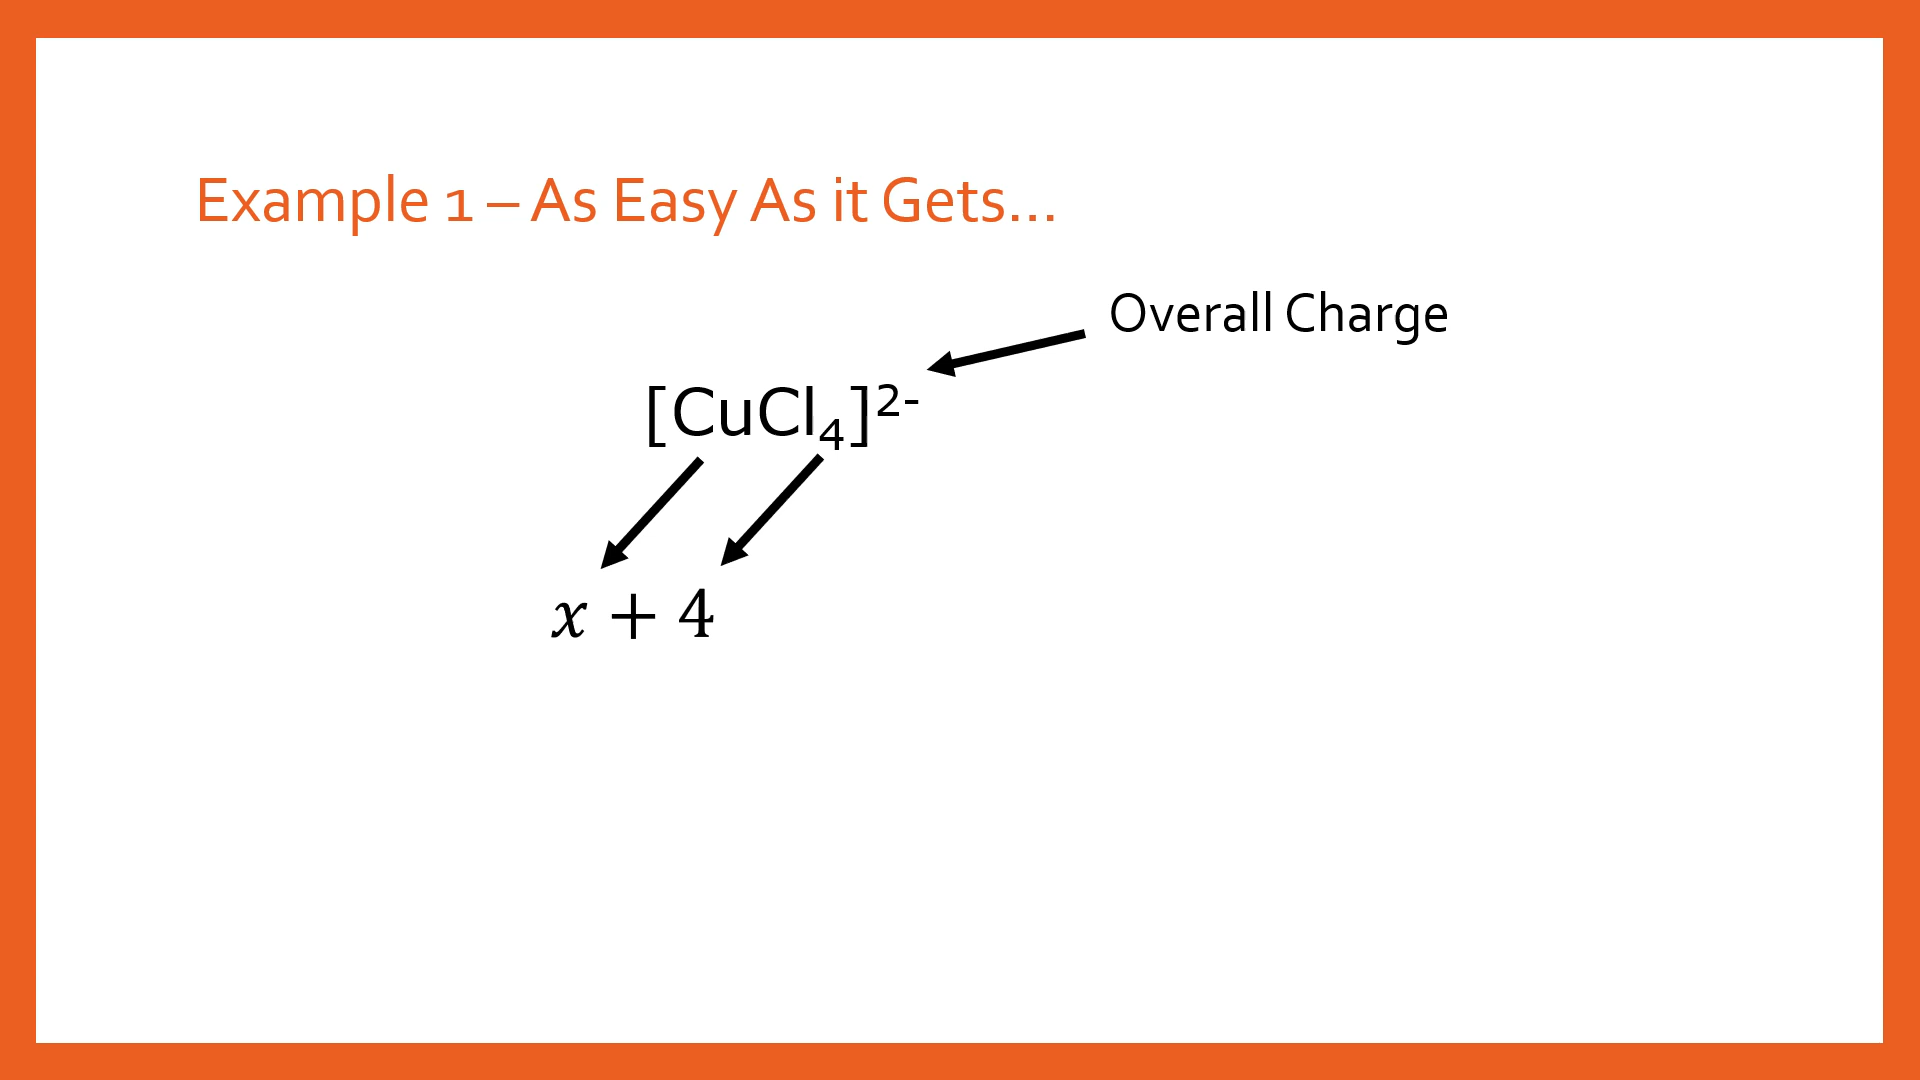 Example 1 – As Easy As it Gets…
Overall Charge
[CuCl₄]²⁻
x + 4